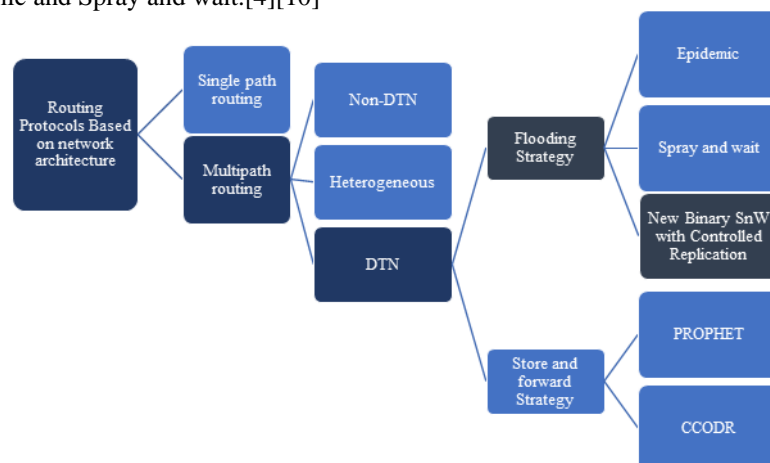 and Spray and wait.[4][10]
Routing
Protocols Based
on network
architecture
Single path
routing
Multipath
routing
Non-DTN
Heterogeneous
DTN
Flooding
Strategy
Store and
forward
Strategy
Epidemic
Spray and wait
New Binary SnW
with Controlled
Replication
PROPHET
CCODR